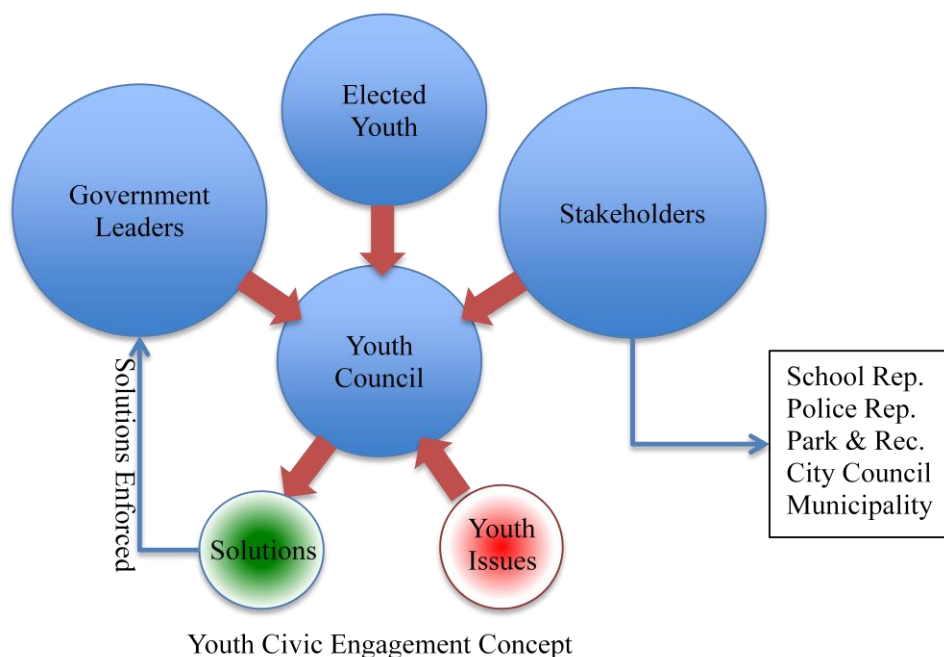 Elected
Youth
Government
Leaders
Stakeholders
Youth
Council
School Rep.
Police Rep.
Park & Rec.
City Council
Municipality
Solutions Enforced
Solutions
Youth
Issues
Youth Civic Engagement Concept